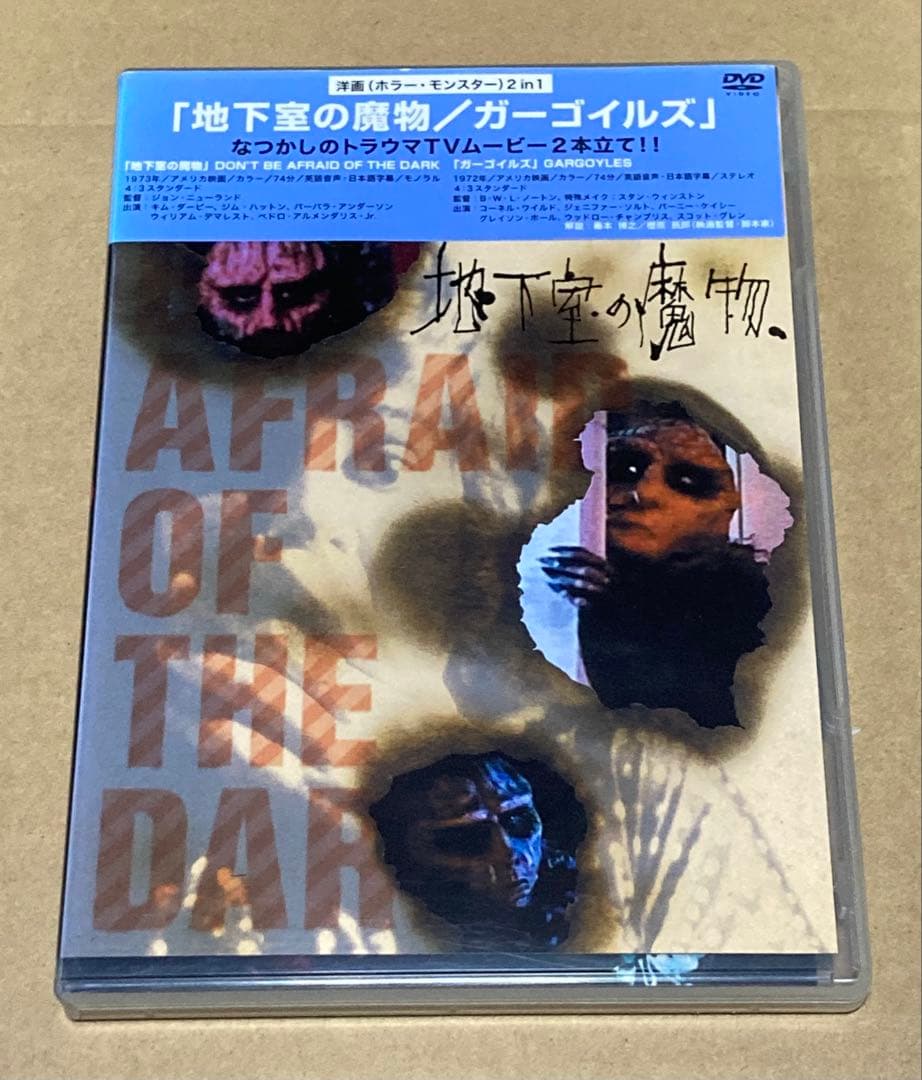 洋画(ホラー・モンスター)2in1
DVD
VIDEO
「地下室の魔物/ガーゴイルズ」
なつかしのトラウマTVムービー2本立て!!
「地下室の魔物」DON'T BE AFRAID OF THE DARK
1973年/アメリカ映画/カラー/74分/英語音声・日本語字幕/モノラル
4:3スタンダード
監督:ジョン・ニューランド
出演:キム・ダービー、ジム・ハットン、バーバラ・アンダーソン
ウィリアム・デマレスト、ペドロ・アルメンダリス・Jr.
「ガーゴイルズ」GARGOYLES
1972年/アメリカ映画/カラー/74分/英語音声・日本語字幕/ステレオ
4:3スタンダード
監督:B・W・L・ノートン、特殊メイク:スタン・ウィンストン
出演:コーネル・ワイルド、ジェニファー・ソルト、バーニー・ケイシー
グレイソン・ホール、ウッドロー・チャンブリス、スコット・グレン
地下室の魔物
AFRAID
OF
THE
DAR